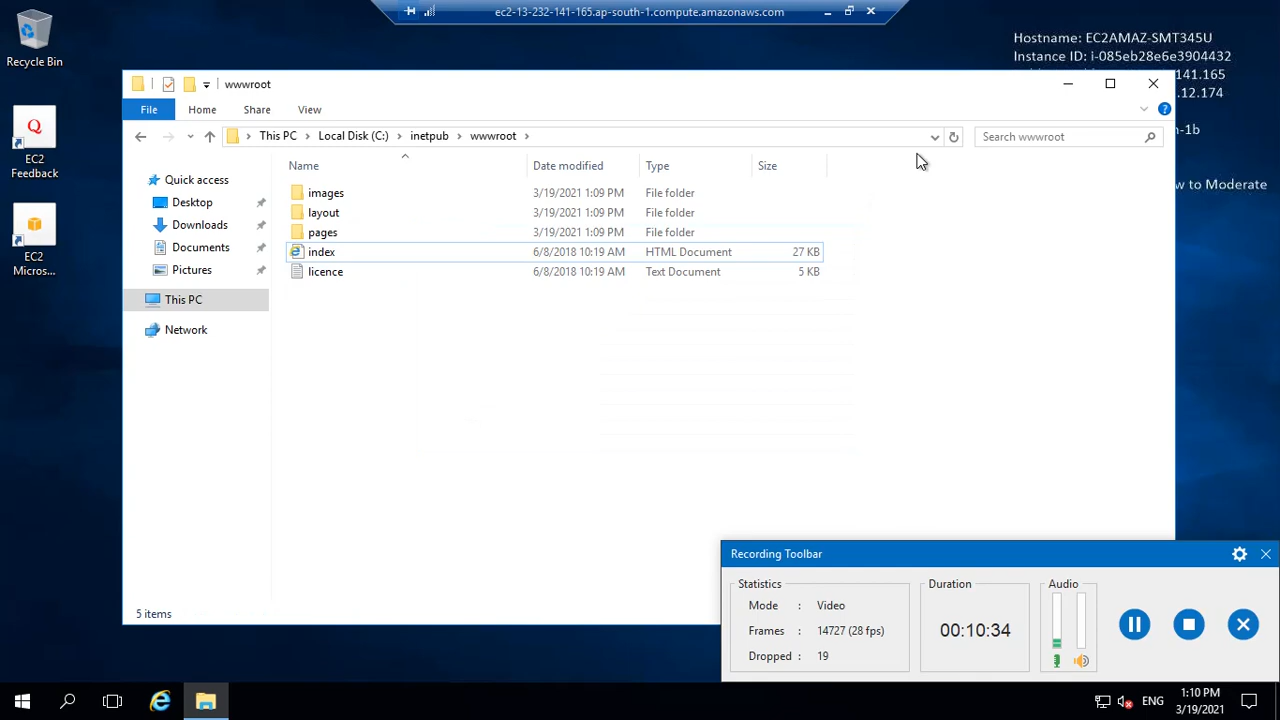 ec2-13-232-141-165.ap-south-1.compute.amazonaws.com
Recycle Bin
Hostname: EC2AMAZ-SMT345U
Instance ID: i-085eb28e6e3904432
141.165
.12.174
n-1b
w to Moderate
EC2
Feedback
EC2
Micros...
wwwroot
File
Home
Share
View
This PC
Local Disk (C:)
inetpub
wwwroot
Search wwwroot
Quick access
Desktop
Downloads
Documents
Pictures
This PC
Network
Name
Date modified
Type
Size
images 3/19/2021 1:09 PM File folder
layout 3/19/2021 1:09 PM File folder
pages 3/19/2021 1:09 PM File folder
index 6/8/2018 10:19 AM HTML Document 27 KB
licence 6/8/2018 10:19 AM Text Document 5 KB
5 items
Recording Toolbar
Statistics
Mode : Video
Frames : 14727 (28 fps)
Dropped : 19
Duration
00:10:34
Audio
ENG
1:10 PM
3/19/2021